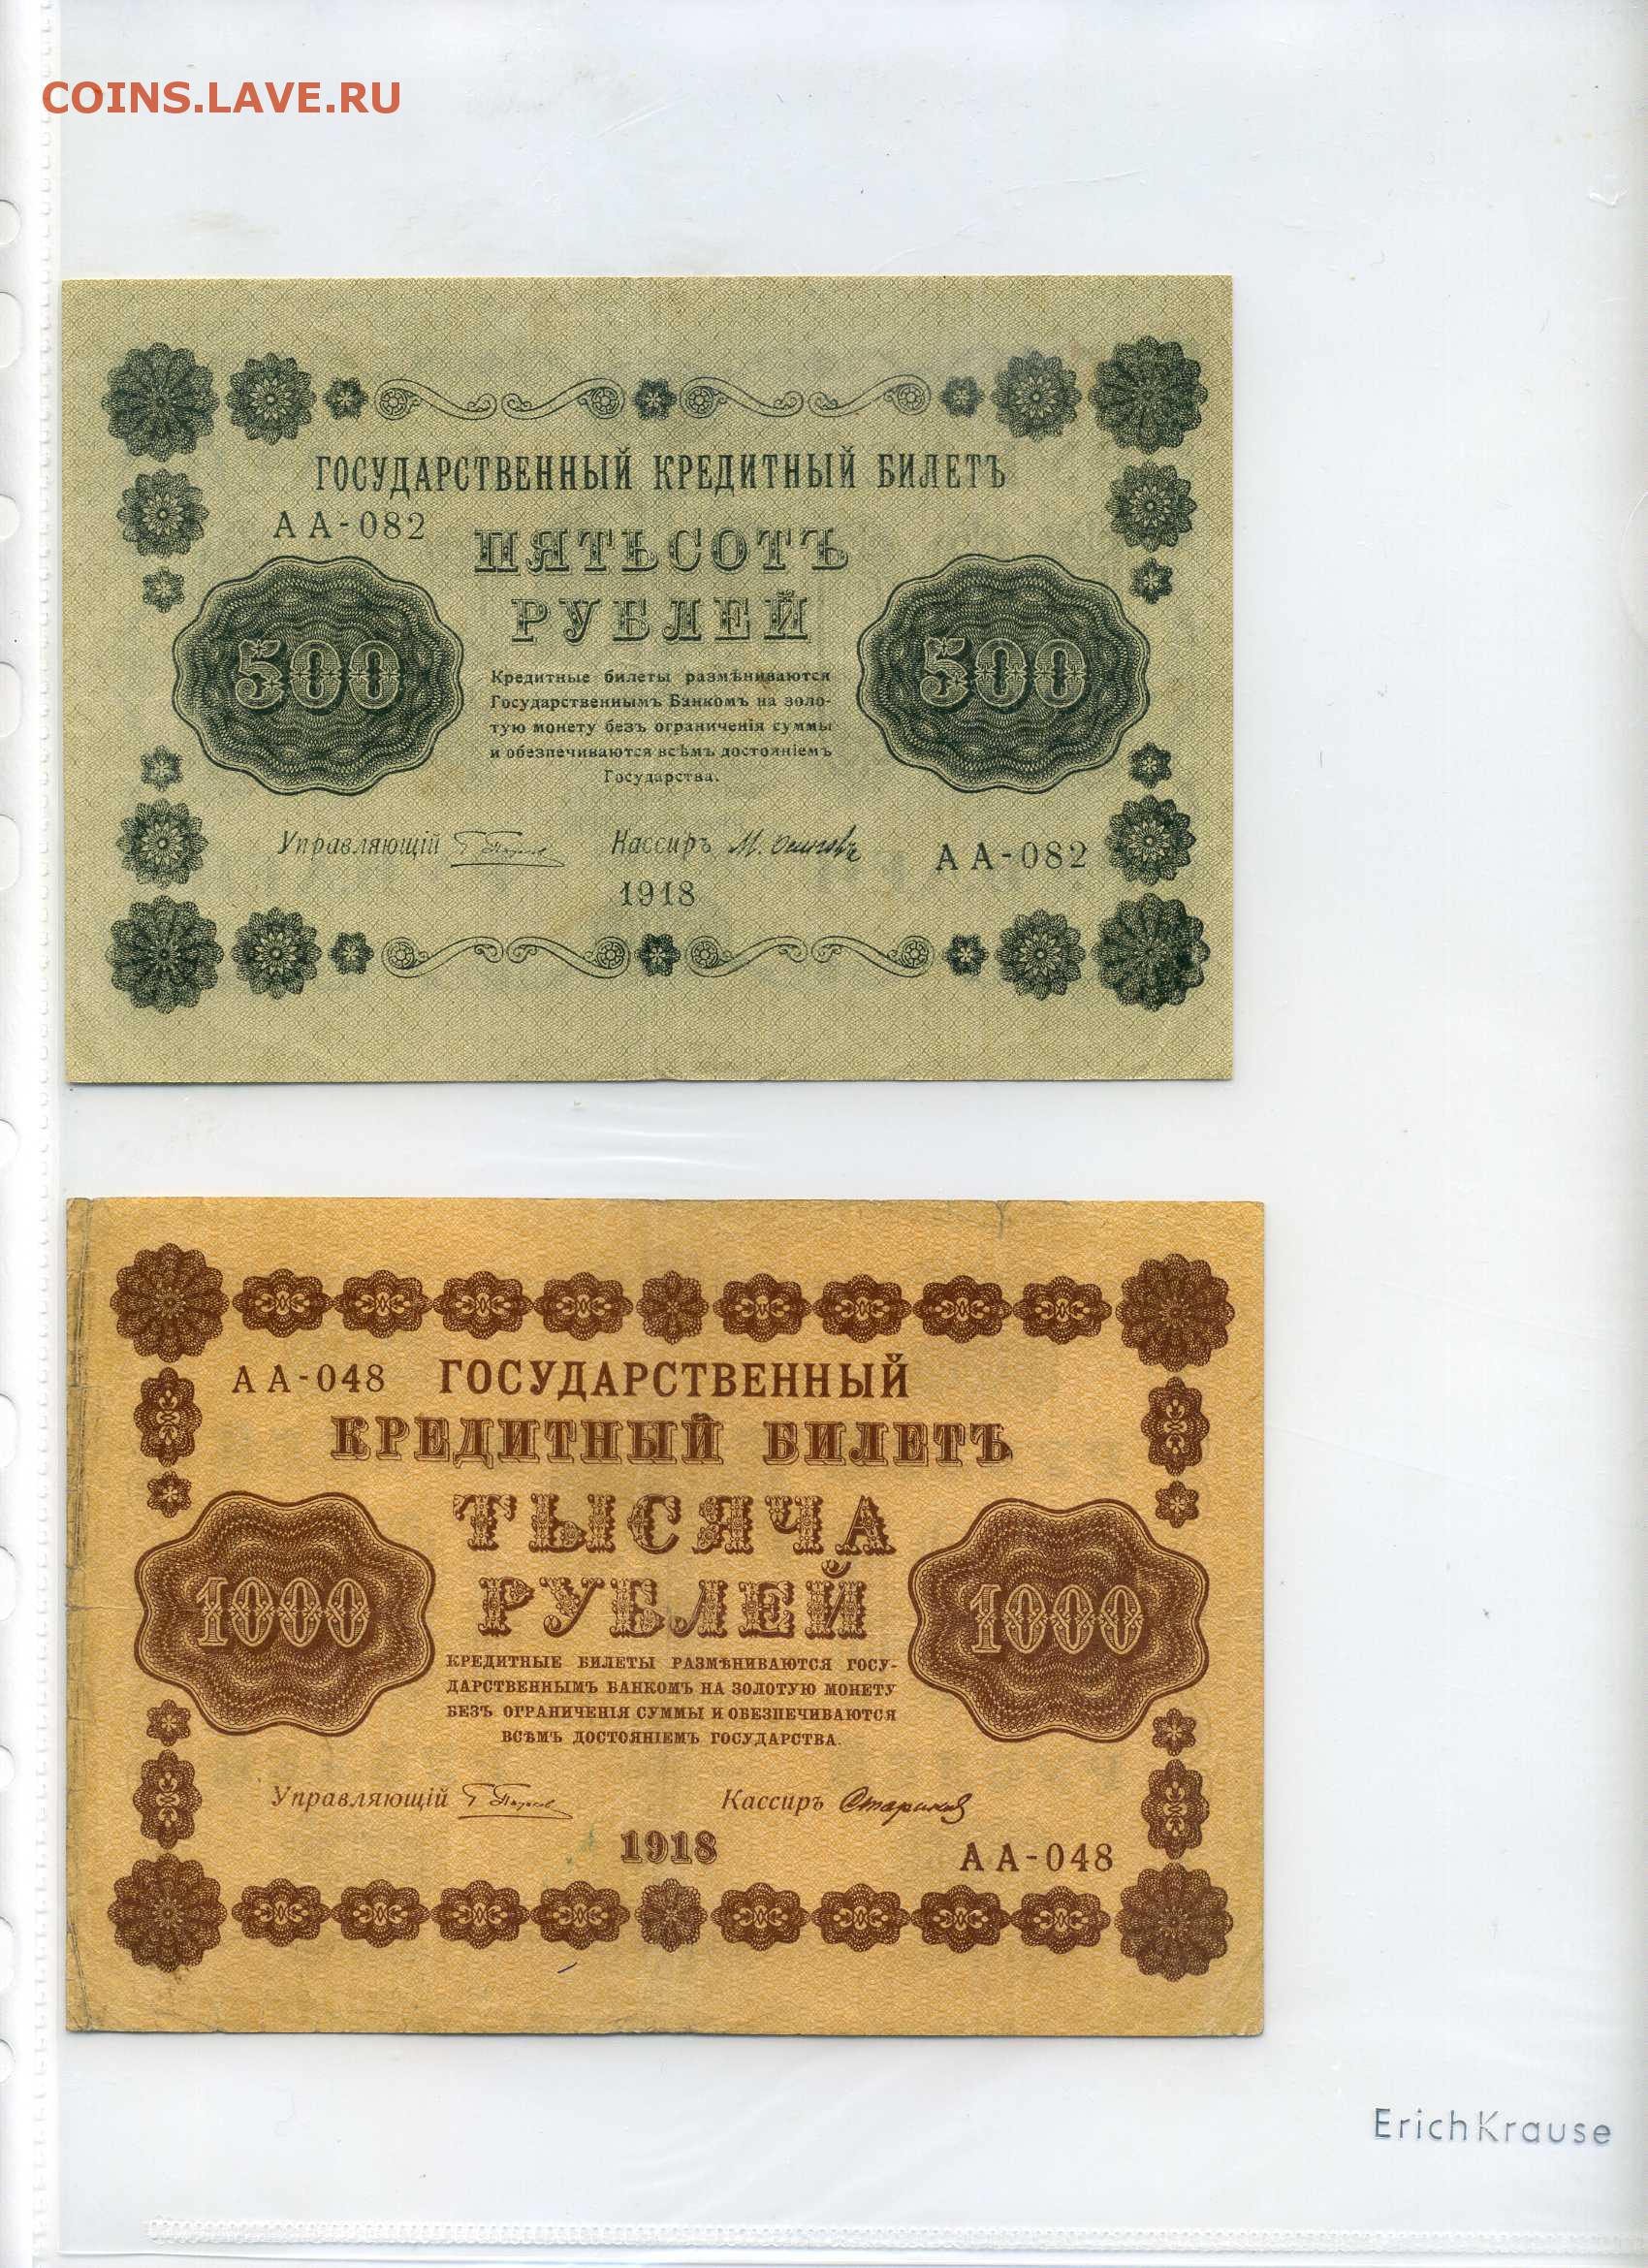 COINS.LAVE.RU
ГОСУДАРСТВЕННЫЙ КРЕДИТНЫЙ БИЛЕТЪ
АА-082
ПЯТЬСОТЪ
РУБЛЕЙ
500
500
Кредитные билеты размѣниваются
Государственнымъ Банкомъ на золо-
тую монету безъ ограниченія суммы
и обезпечиваются всѣмъ достояніемъ
Государства.
Управляющій
Кассиръ
АА-082
1918
АА-048 ГОСУДАРСТВЕННЫЙ
КРЕДИТНЫЙ БИЛЕТЪ
ТЫСЯЧА
РУБЛЕЙ
1000
1000
КРЕДИТНЫЕ БИЛЕТЫ РАЗМѢНИВАЮТСЯ ГОСУ-
ДАРСТВЕННЫМЪ БАНКОМЪ НА ЗОЛОТУЮ МОНЕТУ
БЕЗЪ ОГРАНИЧЕНІЯ СУММЫ И ОБЕЗПЕЧИВАЮТСЯ
ВСѢМЪ ДОСТОЯНІЕМЪ ГОСУДАРСТВА.
Управляющій
Кассиръ
1918
АА-048
ErichKrause